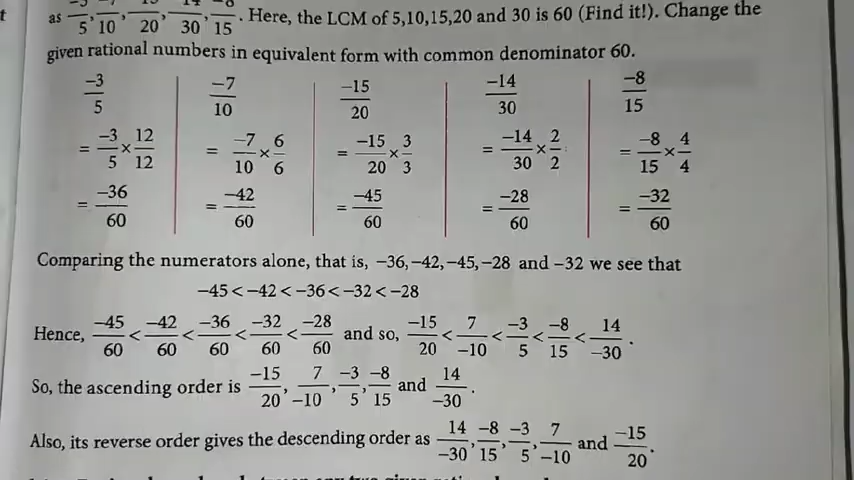 as -3/5, -7/10, -15/20, -14/30, -8/15. Here, the LCM of 5,10,15,20 and 30 is 60 (Find it!). Change the
given rational numbers in equivalent form with common denominator 60.
-3/5 -7/10 -15/20 -14/30 -8/15
= -3/5 × 12/12 = -7/10 × 6/6 = -15/20 × 3/3 = -14/30 × 2/2 = -8/15 × 4/4
= -36/60 = -42/60 = -45/60 = -28/60 = -32/60
Comparing the numerators alone, that is, -36,-42,-45,-28 and -32 we see that
-45 < -42 < -36 < -32 < -28
Hence, -45/60 < -42/60 < -36/60 < -32/60 < -28/60 and so, -15/20 < 7/-10 < -3/5 < -8/15 < 14/-30.
So, the ascending order is -15/20, 7/-10, -3/5, -8/15 and 14/-30.
Also, its reverse order gives the descending order as 14/-30, -8/15, -3/5, 7/-10 and -15/20.